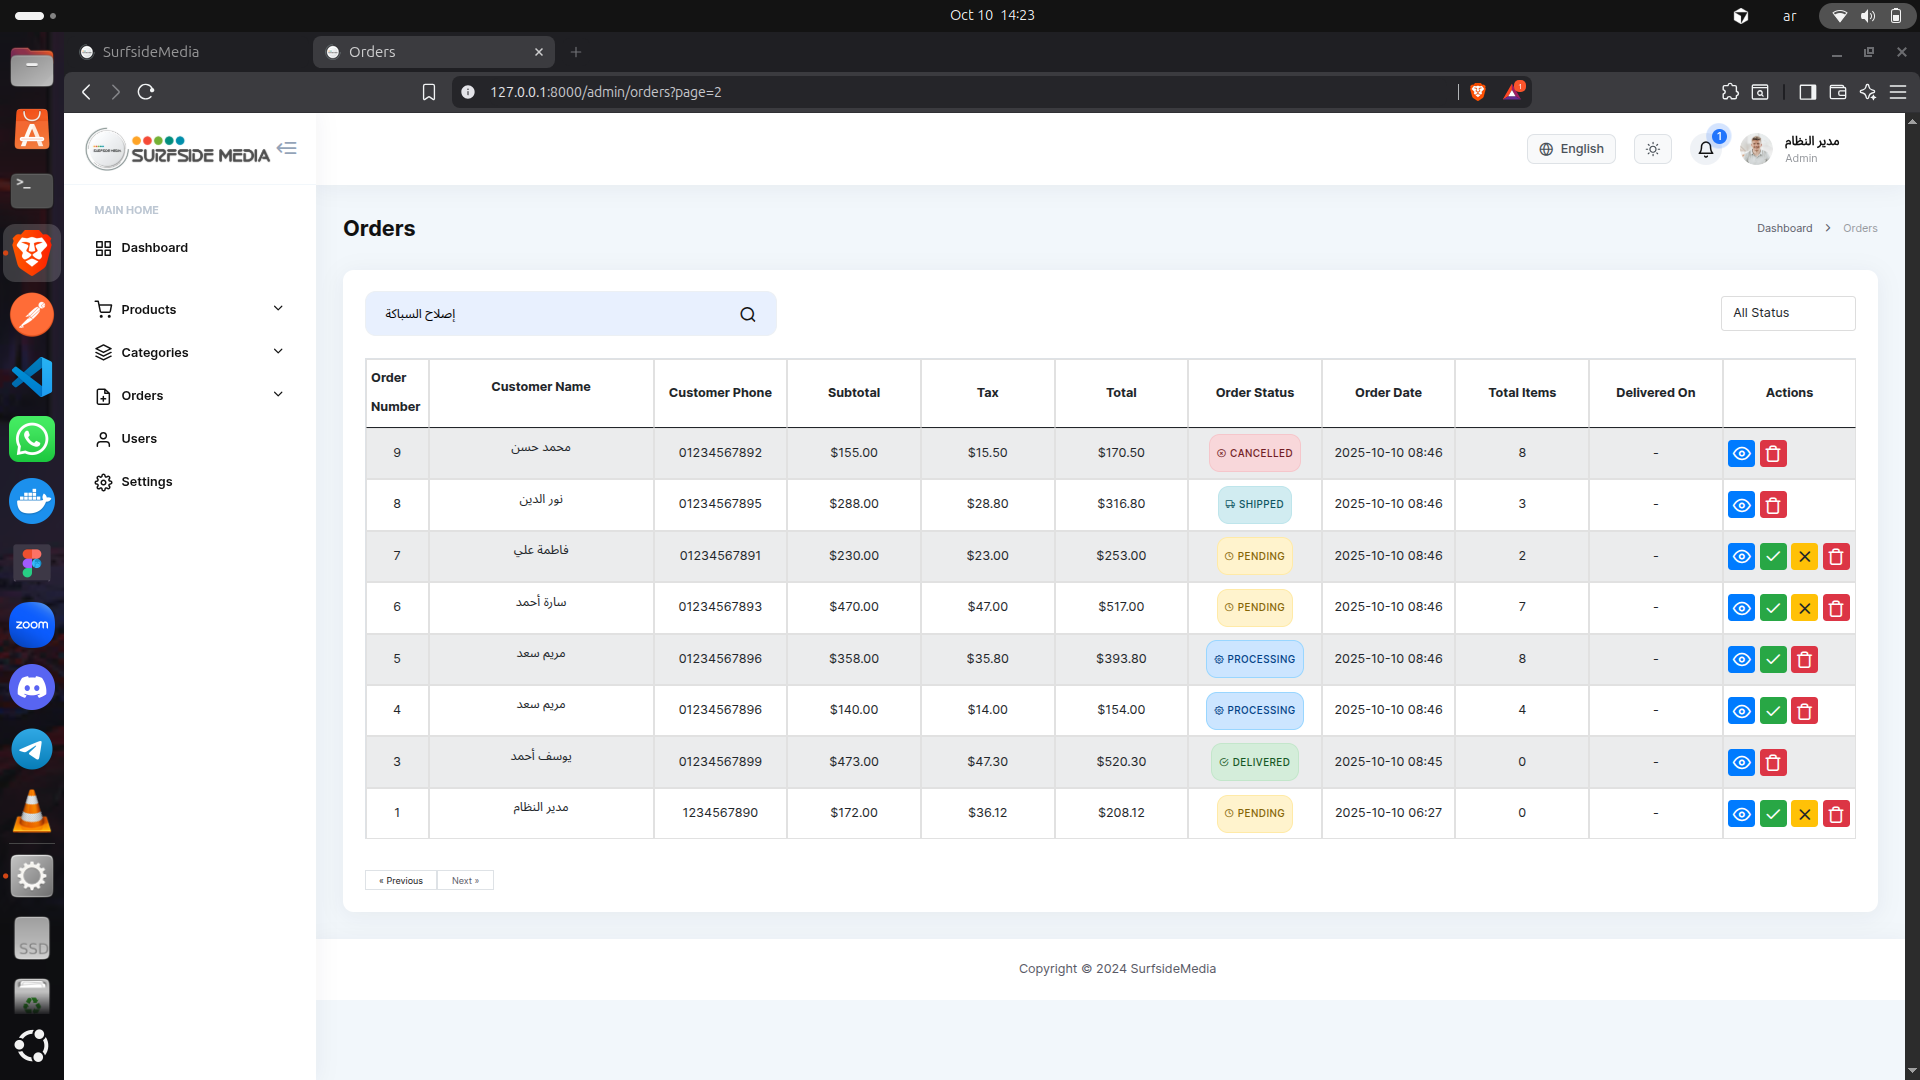 Oct 10 14:23
ar
SurfsideMedia
Orders
127.0.0.1:8000/admin/orders?page=2
1
SURFSIDE MEDIA
English
1
مدير النظام
Admin
MAIN HOME
Dashboard
Products
Categories
Orders
Users
Settings
Orders
Dashboard > Orders
إصلاح السباكة
All Status
Order Number Customer Name Customer Phone Subtotal Tax Total Order Status Order Date Total Items Delivered On Actions
9 محمد حسن 01234567892 $155.00 $15.50 $170.50 CANCELLED 2025-10-10 08:46 8 -
8 نور الدين 01234567895 $288.00 $28.80 $316.80 SHIPPED 2025-10-10 08:46 3 -
7 فاطمة علي 01234567891 $230.00 $23.00 $253.00 PENDING 2025-10-10 08:46 2 -
6 سارة أحمد 01234567893 $470.00 $47.00 $517.00 PENDING 2025-10-10 08:46 7 -
5 مريم سعد 01234567896 $358.00 $35.80 $393.80 PROCESSING 2025-10-10 08:46 8 -
4 مريم سعد 01234567896 $140.00 $14.00 $154.00 PROCESSING 2025-10-10 08:46 4 -
3 يوسف أحمد 01234567899 $473.00 $47.30 $520.30 DELIVERED 2025-10-10 08:45 0 -
1 مدير النظام 1234567890 $172.00 $36.12 $208.12 PENDING 2025-10-10 06:27 0 -
« Previous
Next »
Copyright © 2024 SurfsideMedia
zoom
SSD